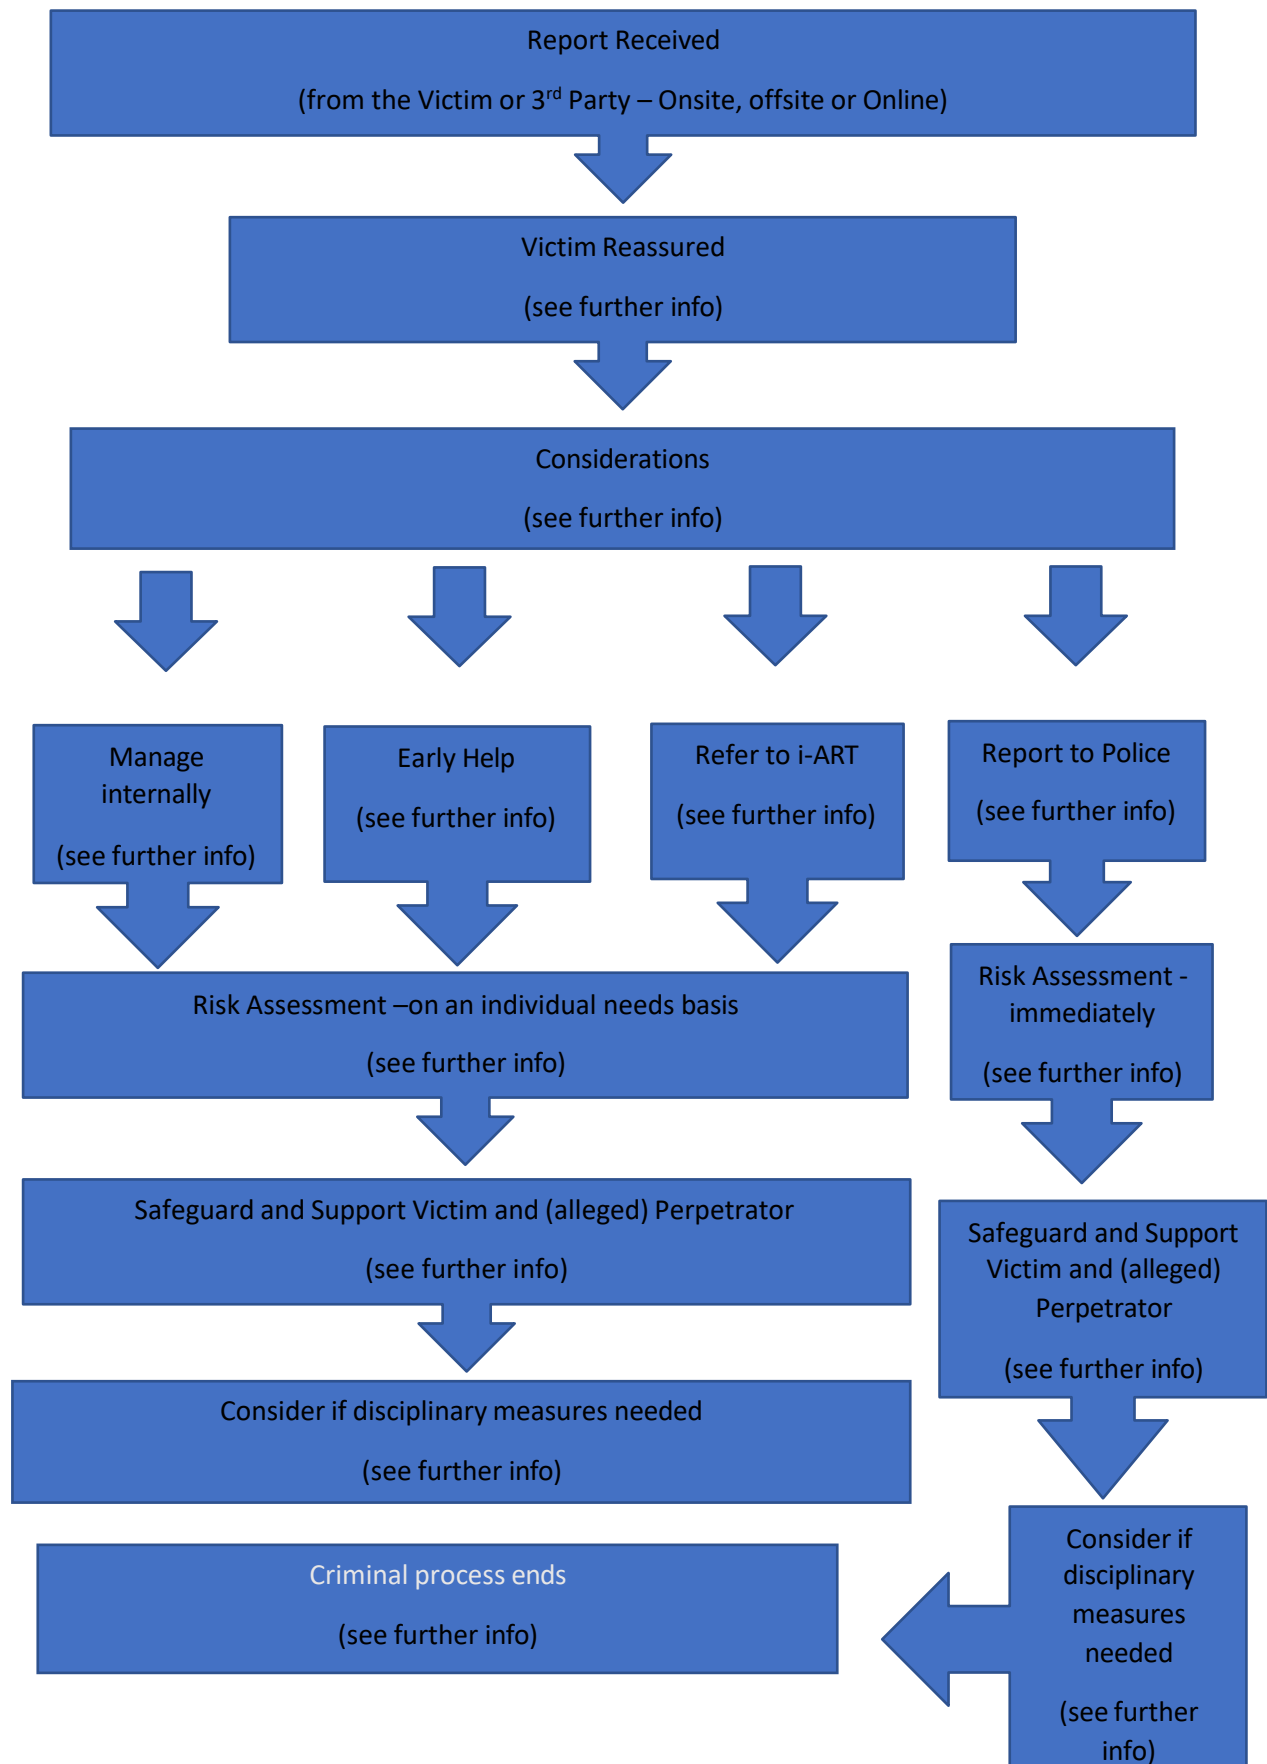 Report Received
(from the Victim or 3rd Party – Onsite, offsite or Online)
Victim Reassured
(see further info)
Considerations
(see further info)
Manage
internally
(see further info)
Early Help
(see further info)
Refer to i-ART
(see further info)
Report to Police
(see further info)
Risk Assessment –on an individual needs basis
(see further info)
Risk Assessment -
immediately
(see further info)
Safeguard and Support Victim and (alleged) Perpetrator
(see further info)
Safeguard and Support
Victim and (alleged)
Perpetrator
(see further info)
Consider if disciplinary measures needed
(see further info)
Consider if
disciplinary
measures
needed
(see further
info)
Criminal process ends
(see further info)